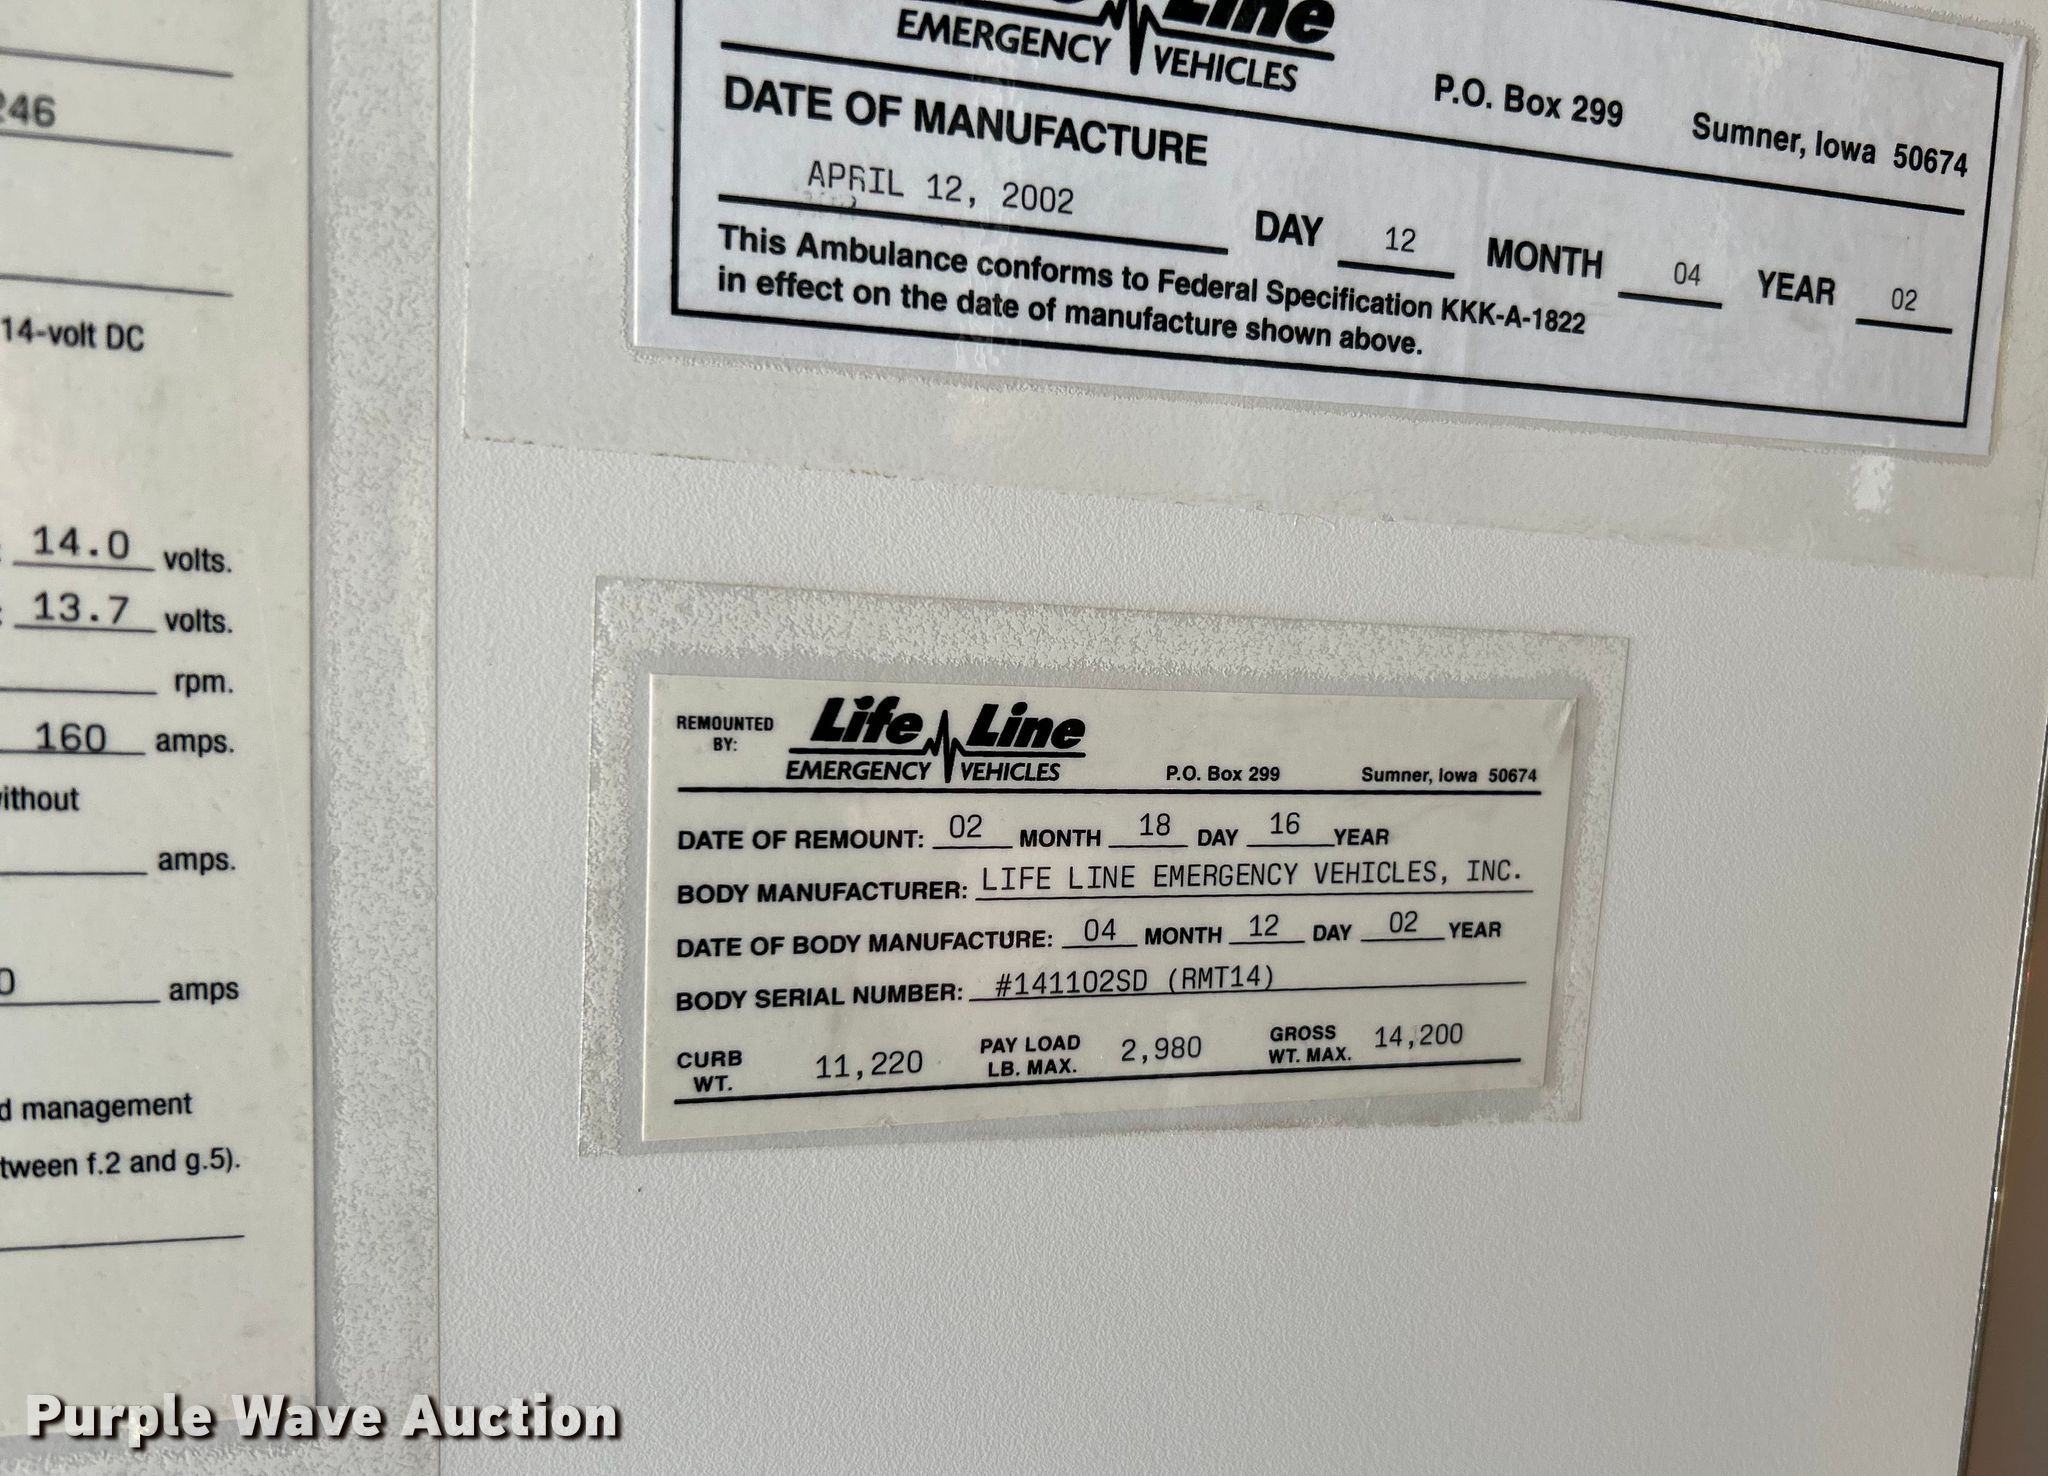 246
14-volt DC
14.0 volts.
13.7 volts.
rpm.
160 amps.
amps.
0 amps
management
and g.5).
Line
EMERGENCY VEHICLES
P.O. Box 299 Sumner, Iowa 50674
DATE OF MANUFACTURE
APRIL 12, 2002 DAY 12 MONTH 04 YEAR 02
This Ambulance conforms to Federal Specification KKK-A-1822
in effect on the date of manufacture shown above.
REMOUNTED BY: Life Line
EMERGENCY VEHICLES P.O. Box 299 Sumner, Iowa 50674
DATE OF REMOUNT: 02 MONTH 18 DAY 16 YEAR
BODY MANUFACTURER: LIFE LINE EMERGENCY VEHICLES, INC.
DATE OF BODY MANUFACTURE: 04 MONTH 12 DAY 02 YEAR
BODY SERIAL NUMBER: #141102SD (RMT14)
CURB WT. 11,220 PAY LOAD LB. MAX. 2,980 GROSS WT. MAX. 14,200
Purple Wave Auction